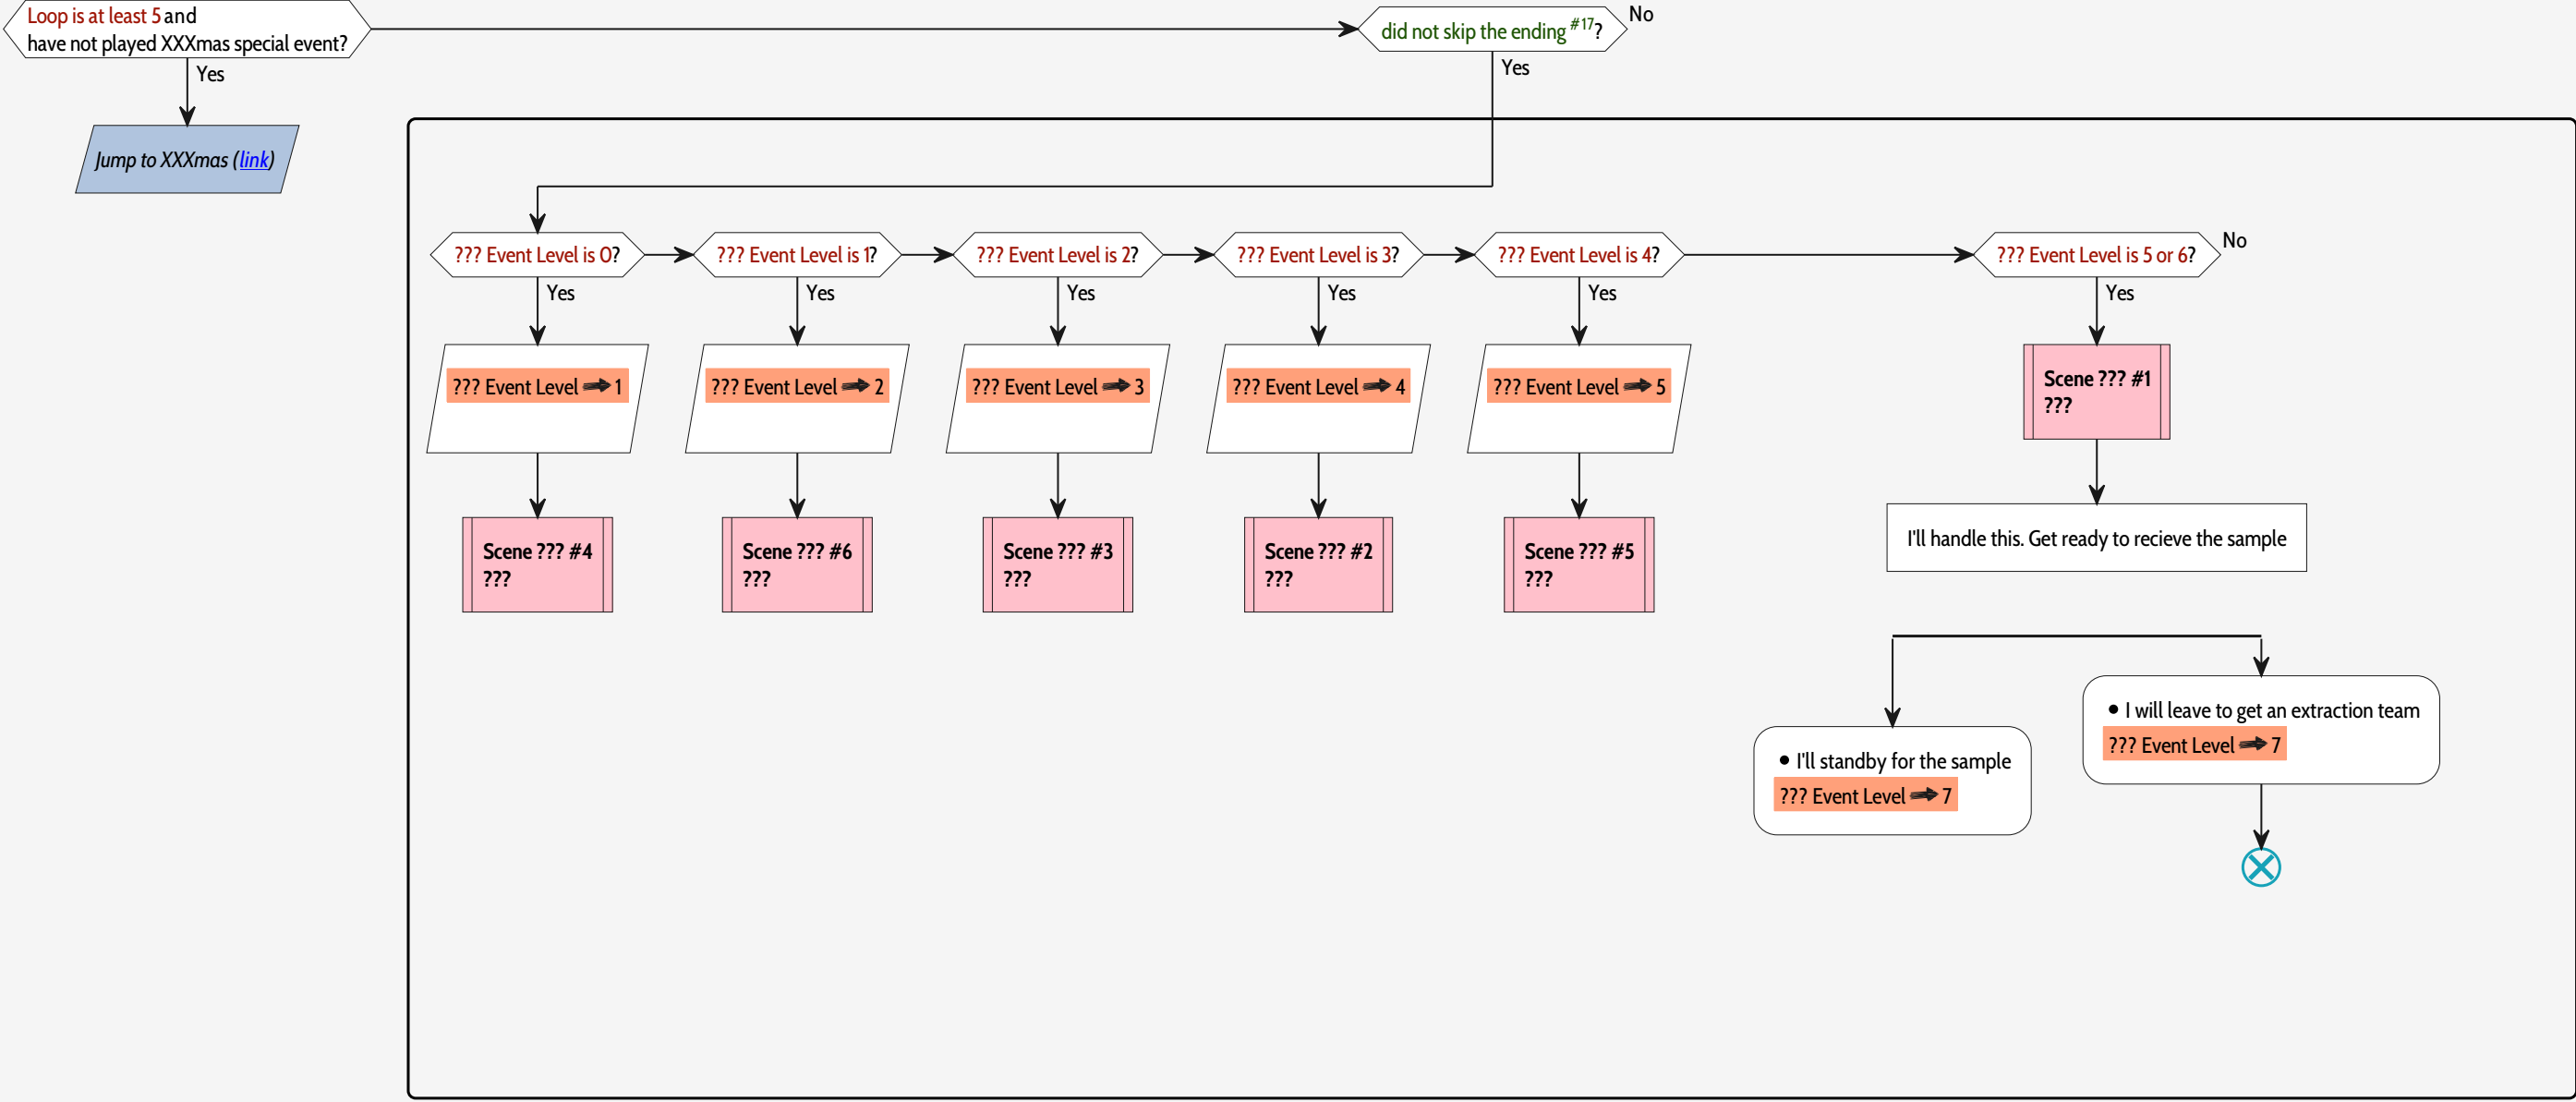 Loop is at least 5 and
have not played XXXmas special event?
did not skip the ending #17?
No
Yes
Yes
Jump to XXXmas (link)
??? Event Level is 0?
??? Event Level is 1?
??? Event Level is 2?
??? Event Level is 3?
??? Event Level is 4?
??? Event Level is 5 or 6?
No
Yes
Yes
Yes
Yes
Yes
Yes
??? Event Level 1
??? Event Level 2
??? Event Level 3
??? Event Level 4
??? Event Level 5
Scene ??? #1
???
Scene ??? #4
???
Scene ??? #6
???
Scene ??? #3
???
Scene ??? #2
???
Scene ??? #5
???
I'll handle this. Get ready to recieve the sample
I'll standby for the sample
??? Event Level 7
I will leave to get an extraction team
??? Event Level 7